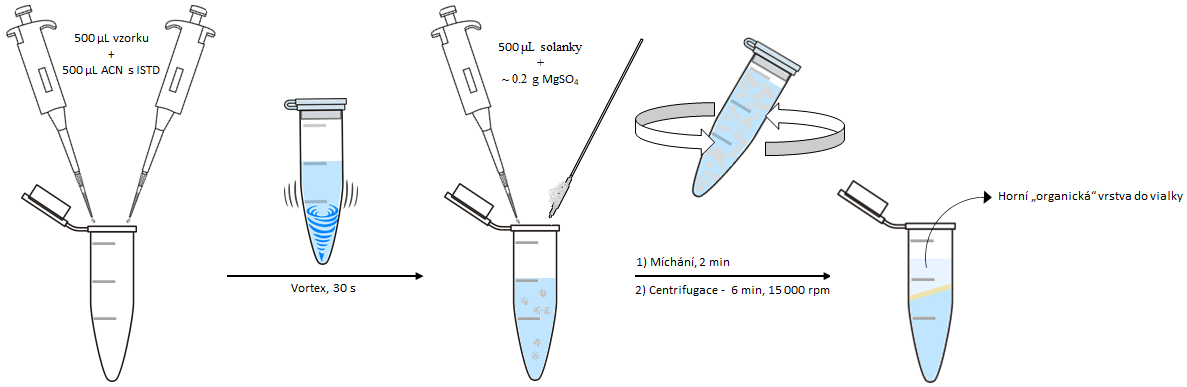 500 µL vzorku
+
500 µL ACN s ISTD
Vortex, 30 s
500 µL solanky
+
~ 0.2 g MgSO₄
1) Míchání, 2 min
2) Centrifugace - 6 min, 15 000 rpm
Horní „organická“ vrstva do vialky